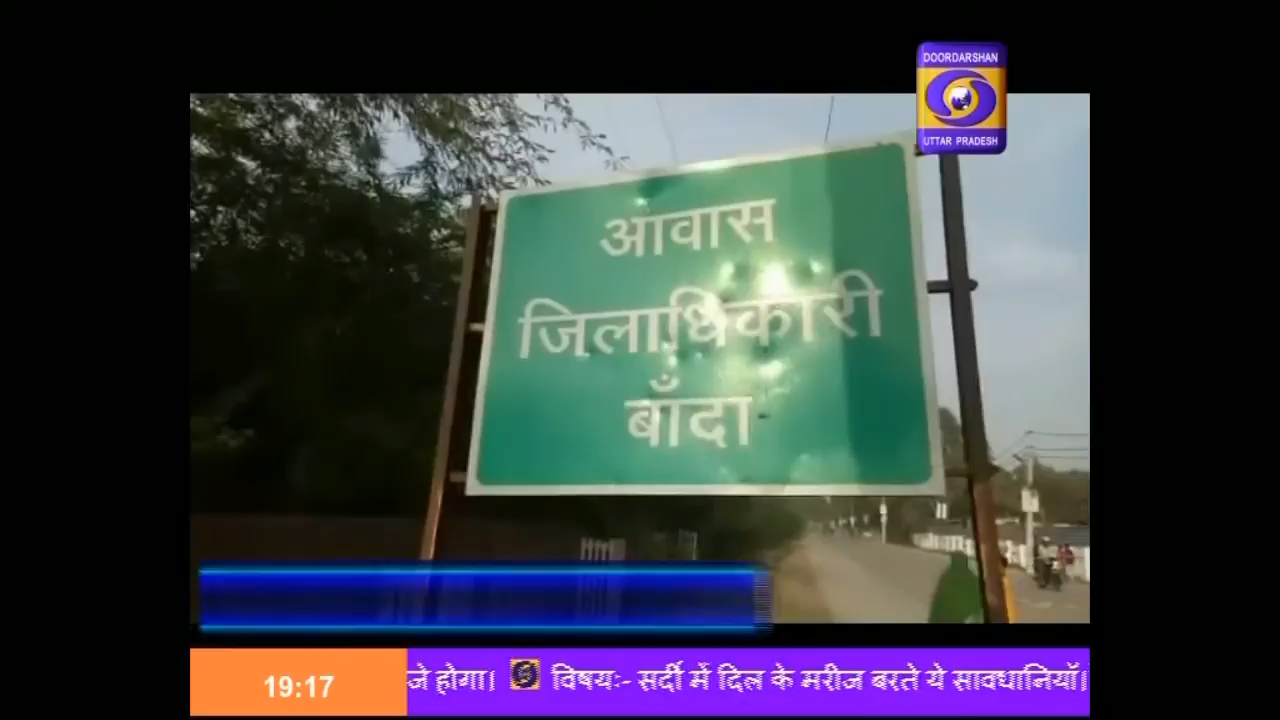 DOORDARSHAN
UTTAR PRADESH
आवास
जिलाधिकारी
बाँदा
19:17
जे होगा। विषयः- सर्दी में दिल के मरीज बरते ये सावधानियाॅ।